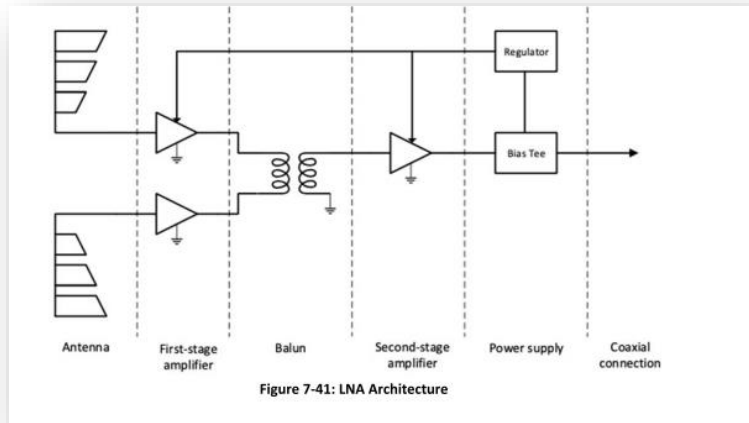 Regulator
Bias Tee
Antenna
First-stage
amplifier
Balun
Second-stage
amplifier
Power supply
Coaxial
connection
Figure 7-41: LNA Architecture